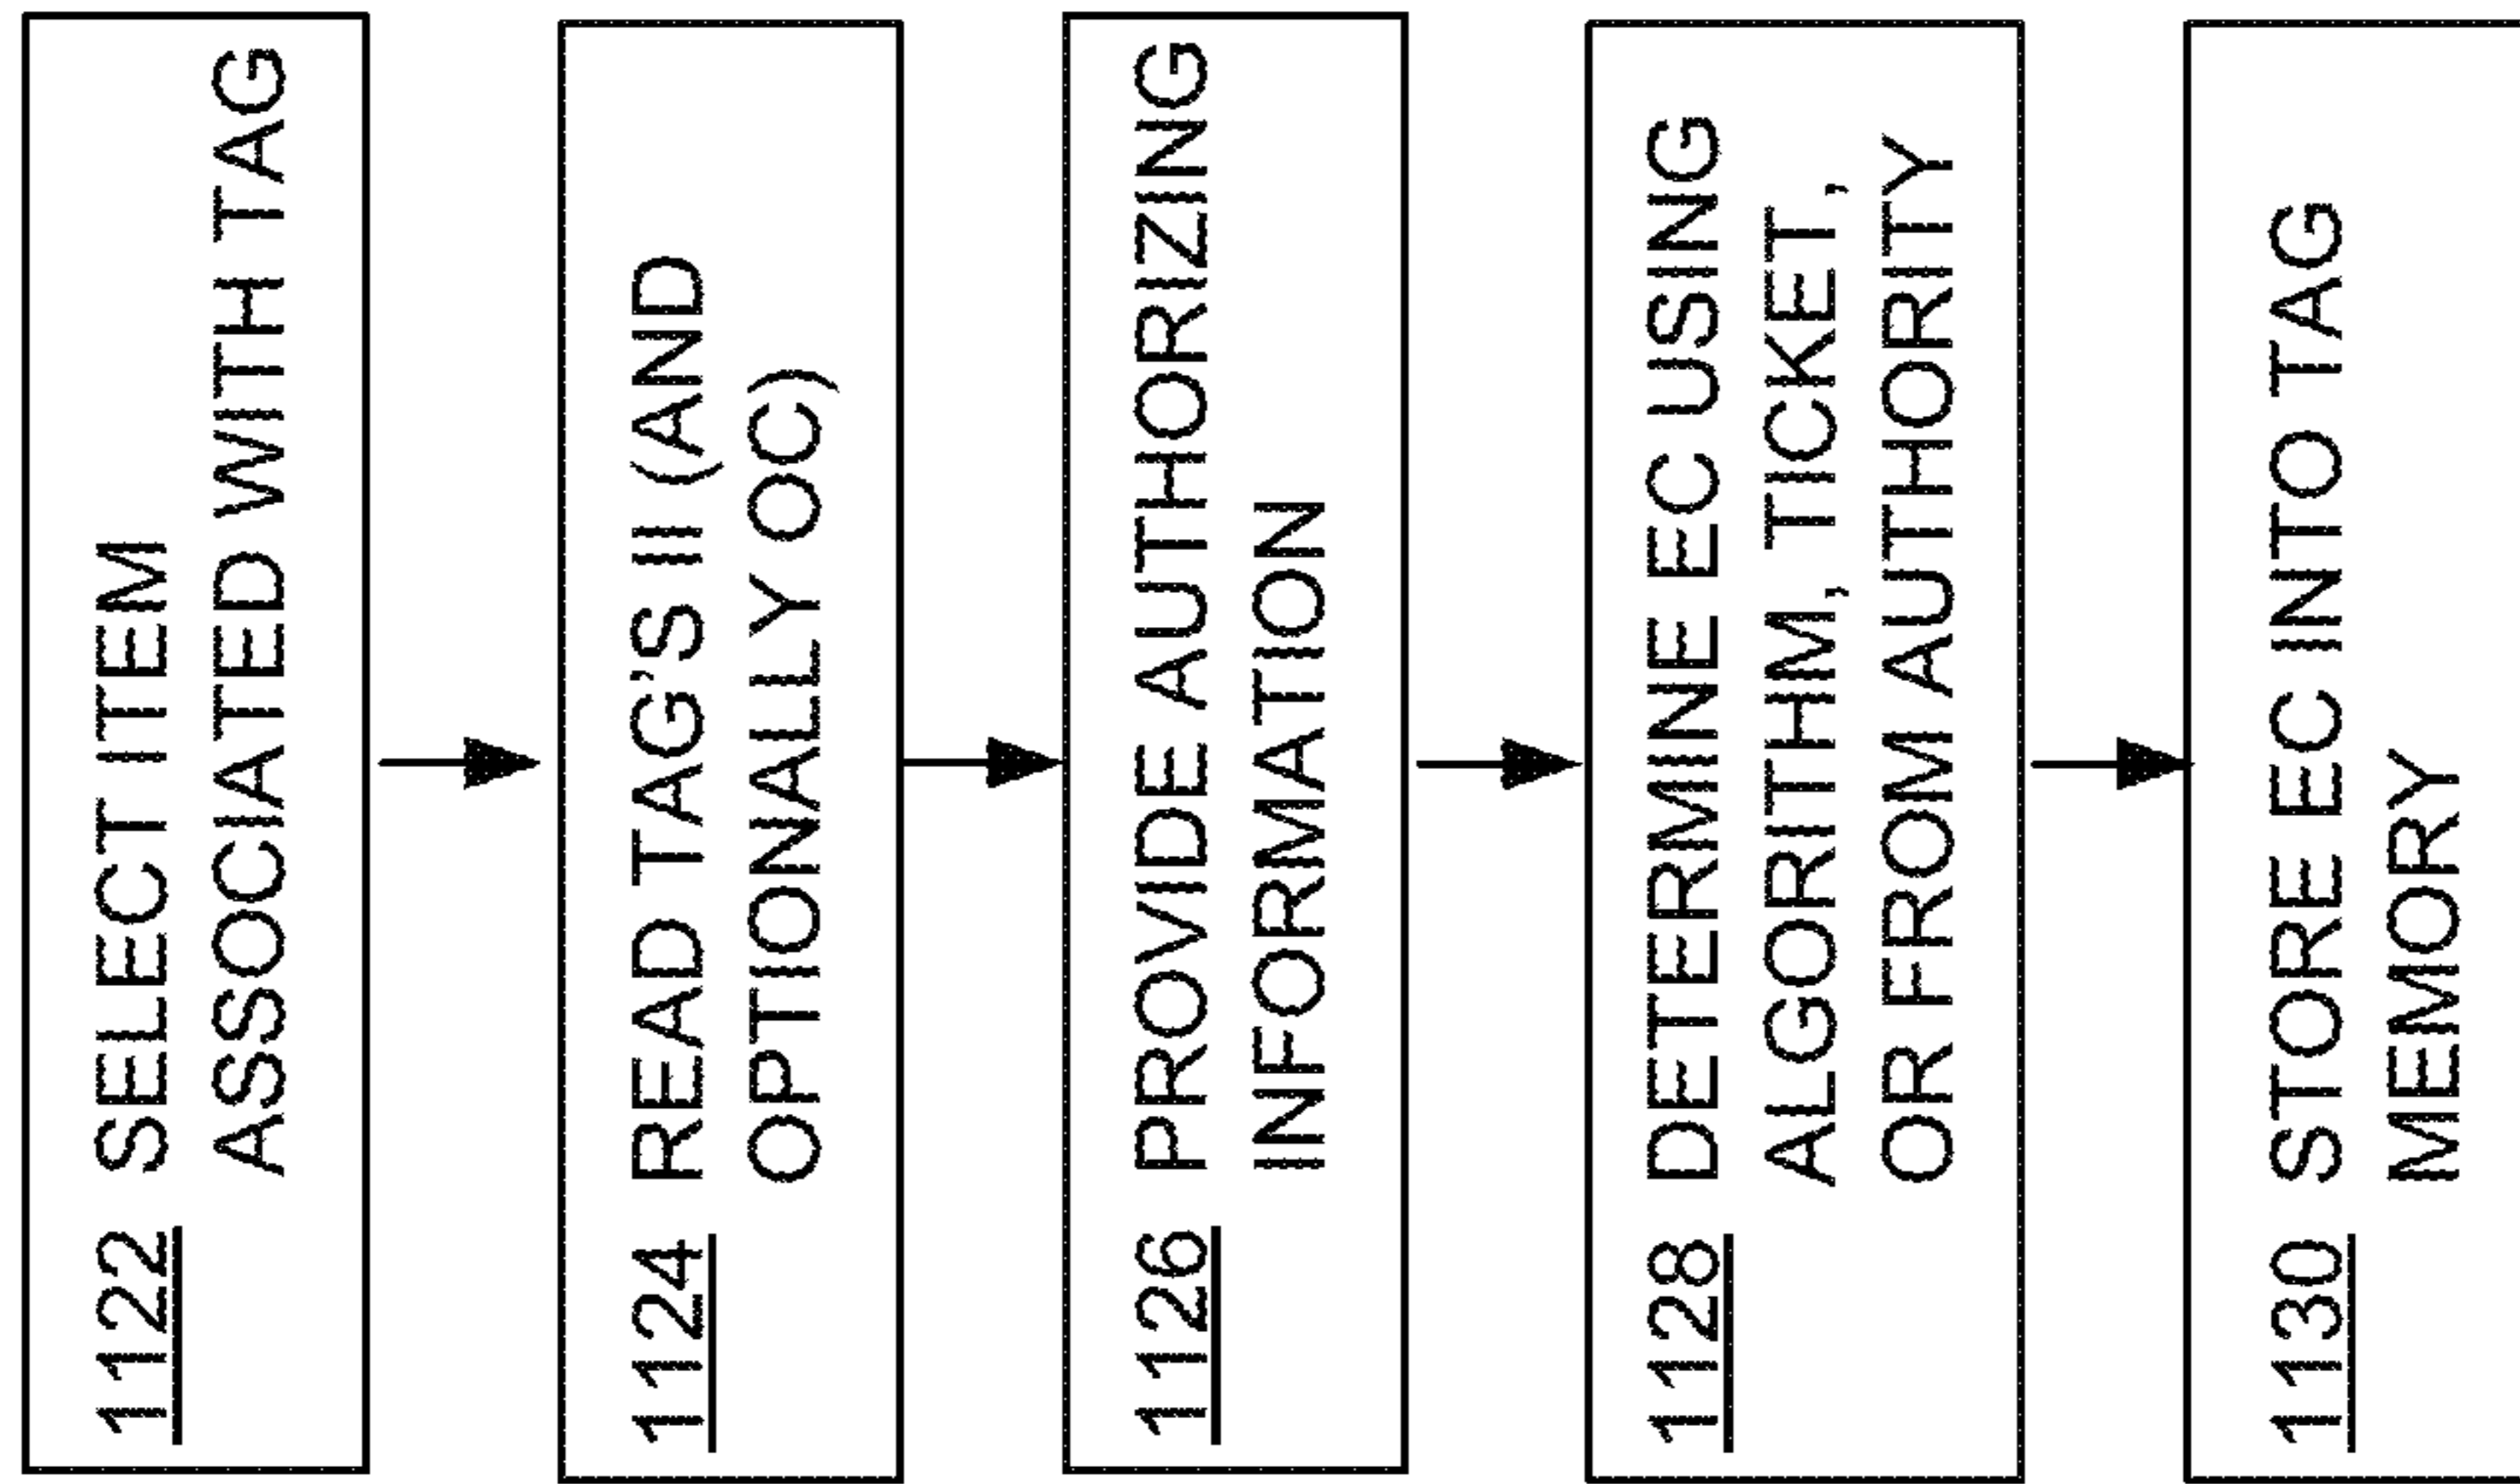 1122 SELECT ITEM
ASSOCIATED WITH TAG
1124 READ TAG'S II (AND
OPTIONALLY OC)
1126 PROVIDE AUTHORIZING
INFORMATION
1128 DETERMINE EC USING
ALGORITHM, TICKET,
OR FROM AUTHORITY
1130 STORE EC INTO TAG
MEMORY